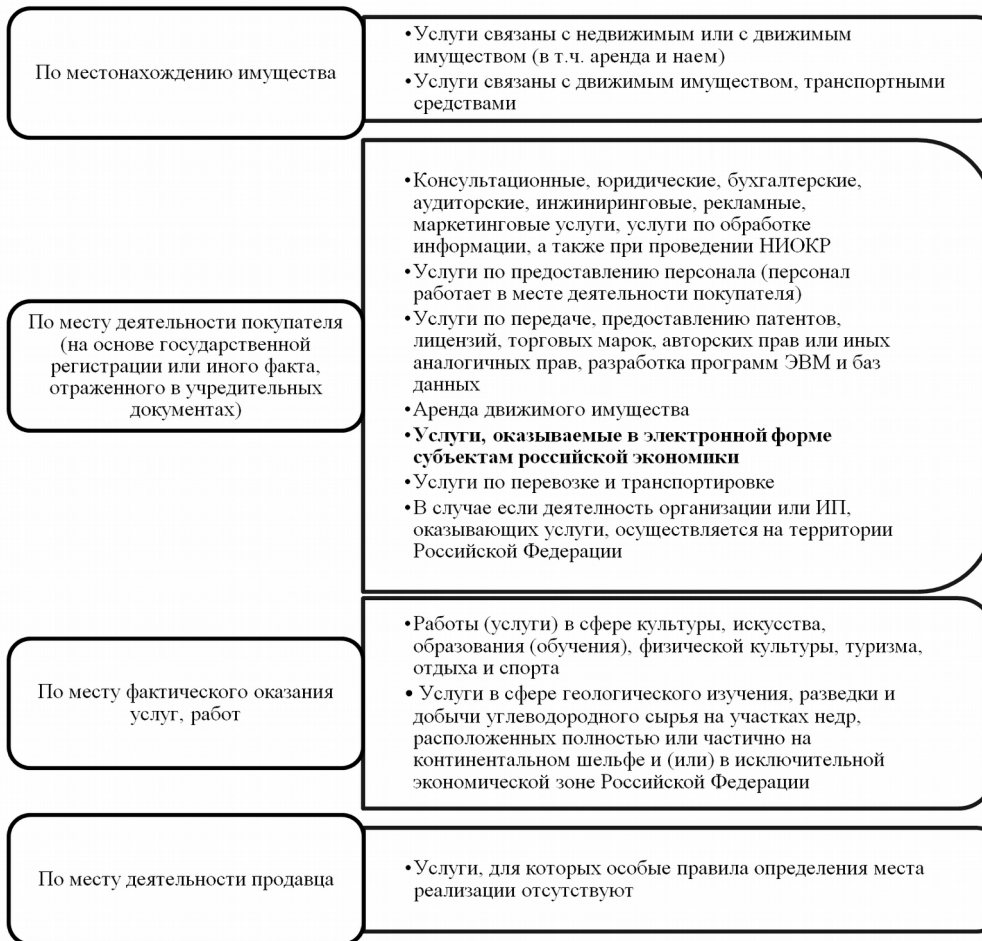 По местонахождению имущества
•Услуги связаны с недвижимым или с движимым
имуществом (в т.ч. аренда и наем)
•Услуги связаны с движимым имуществом, транспортными
средствами
По месту деятельности покупателя
(на основе государственной
регистрации или иного факта,
отраженного в учредительных
документах)
•Консультационные, юридические, бухгалтерские,
аудиторские, инжиниринговые, рекламные,
маркетинговые услуги, услуги по обработке
информации, а также при проведении НИОКР
•Услуги по предоставлению персонала (персонал
работает в месте деятельности покупателя)
•Услуги по передаче, предоставлению патентов,
лицензий, торговых марок, авторских прав или иных
аналогичных прав, разработка программ ЭВМ и баз
данных
•Аренда движимого имущества
•Услуги, оказываемые в электронной форме
субъектам российской экономики
•Услуги по перевозке и транспортировке
•В случае если деятелность организации или ИП,
оказывающих услуги, осуществляется на территории
Российской Федерации
По месту фактического оказания
услуг, работ
•Работы (услуги) в сфере культуры, искусства,
образования (обучения), физической культуры, туризма,
отдыха и спорта
• Услуги в сфере геологического изучения, разведки и
добычи углеводородного сырья на участках недр,
расположенных полностью или частично на
континентальном шельфе и (или) в исключительной
экономической зоне Российской Федерации
По месту деятельности продавца
•Услуги, для которых особые правила определения места
реализации отсутствуют